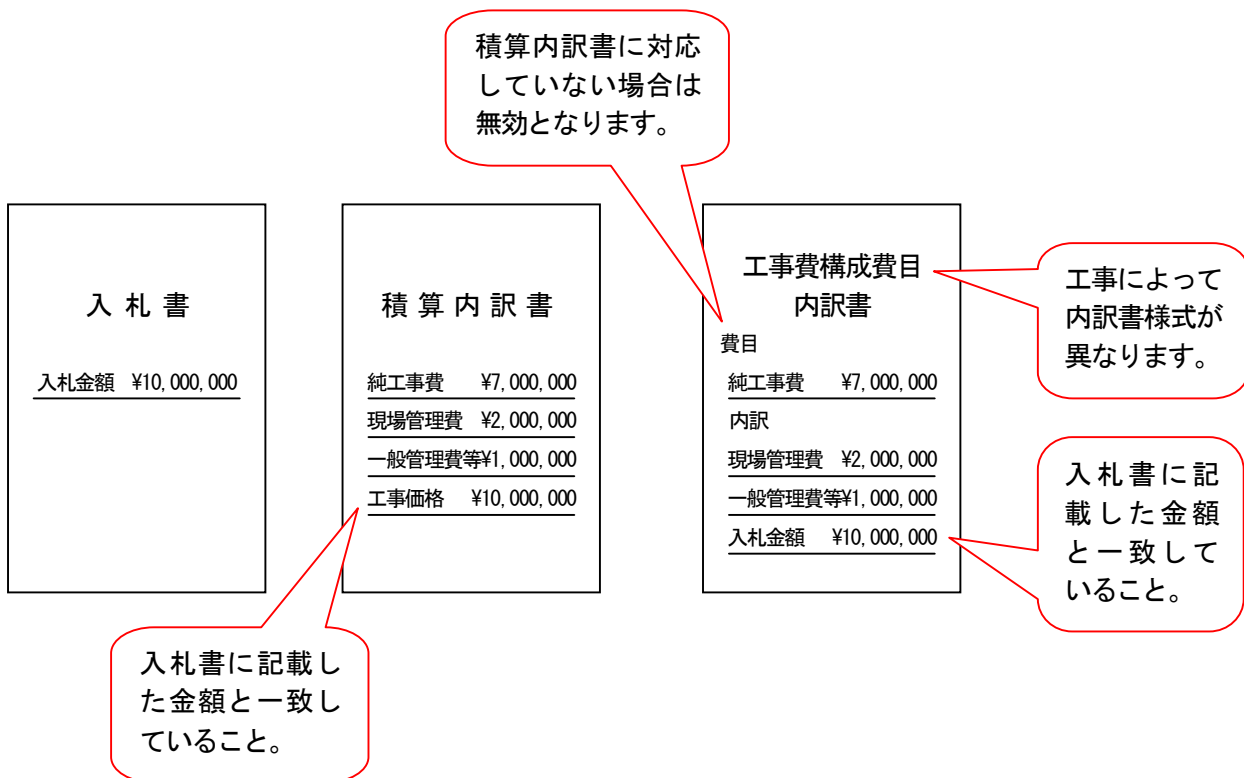 積算内訳書に対応
していない場合は
無効となります。
入札書
入札金額 ¥10,000,000
積算内訳書
純工事費 ¥7,000,000
現場管理費 ¥2,000,000
一般管理費等¥1,000,000
工事価格 ¥10,000,000
工事費構成費目
内訳書
費目
純工事費 ¥7,000,000
内訳
現場管理費 ¥2,000,000
一般管理費等¥1,000,000
入札金額 ¥10,000,000
工事によって
内訳書様式が
異なります。
入札書に記
載した金額
と一致して
いること。
入札書に記載し
た金額と一致し
ていること。